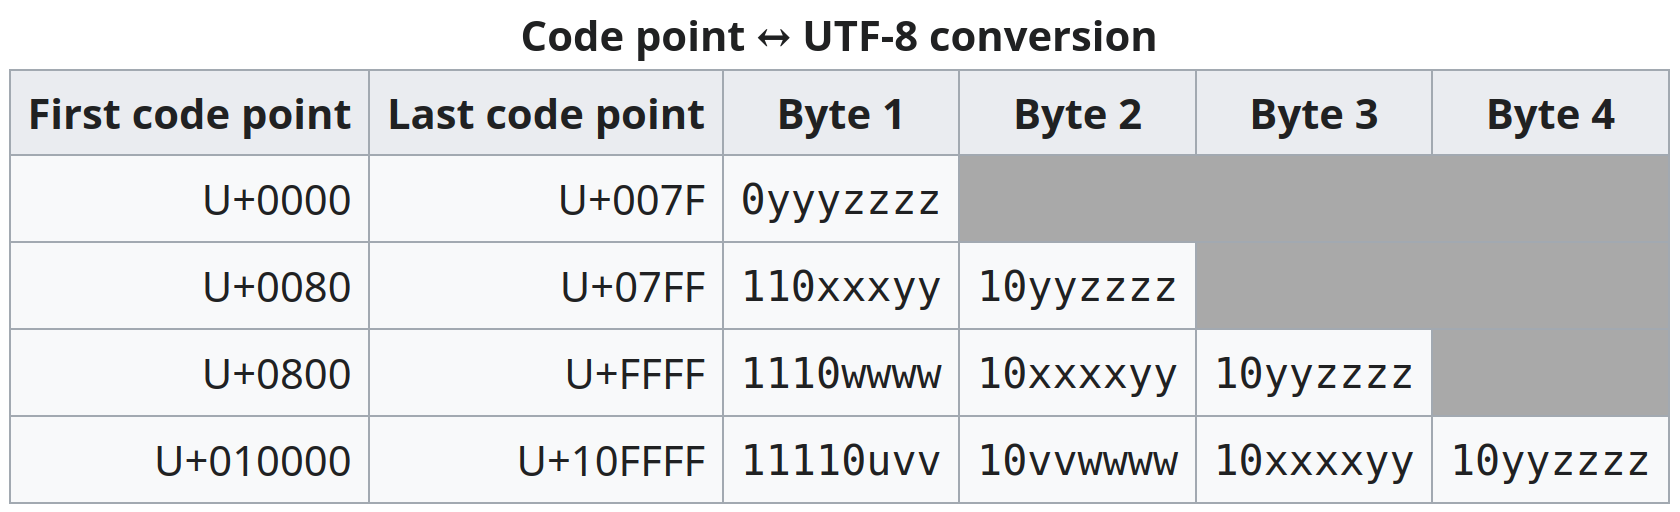 Code point ↔ UTF-8 conversion
First code point Last code point Byte 1 Byte 2 Byte 3 Byte 4
U+0000 U+007F 0yyyzzzz
U+0080 U+07FF 110xxxyy 10yyzzzz
U+0800 U+FFFF 1110wwww 10xxxxyy 10yyzzzz
U+010000 U+10FFFF 11110uvv 10vvwwww 10xxxxyy 10yyzzzz